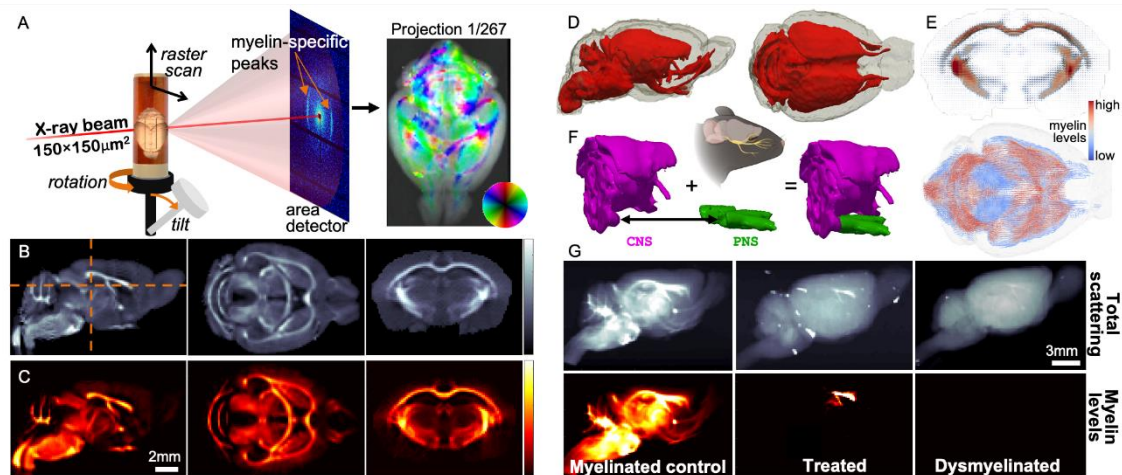 A
raster
scan
myelin-specific
peaks
Projection 1/267
X-ray beam
150×150μm²
rotation
tilt
area
detector
B
C
2mm
D
E
high
myelin
levels
low
F
+
=
CNS
PNS
G
Total
scattering
3mm
Myelin
levels
Myelinated control
Treated
Dysmyelinated